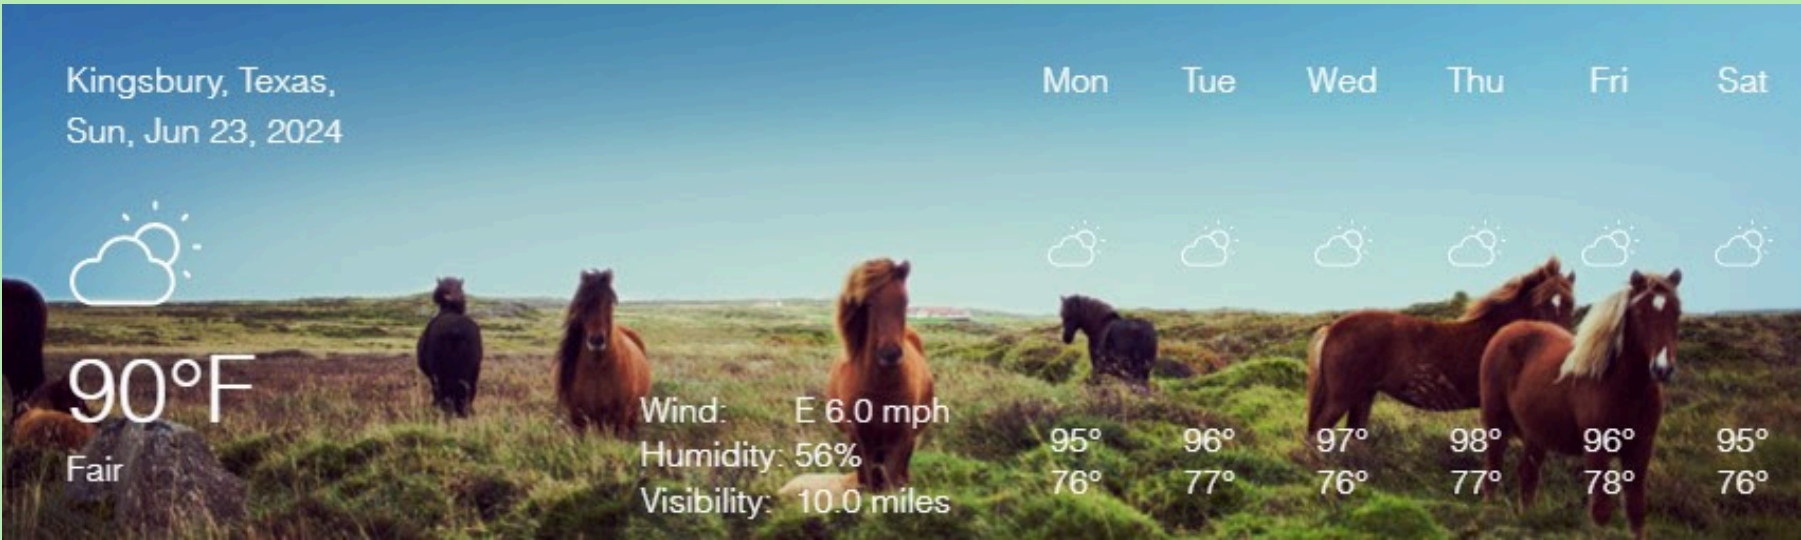 Kingsbury, Texas,
Sun, Jun 23, 2024
90°F
Fair
Wind: E 6.0 mph
Humidity: 56%
Visibility: 10.0 miles
Mon Tue Wed Thu Fri Sat
95° 96° 97° 98° 96° 95°
76° 77° 76° 77° 78° 76°